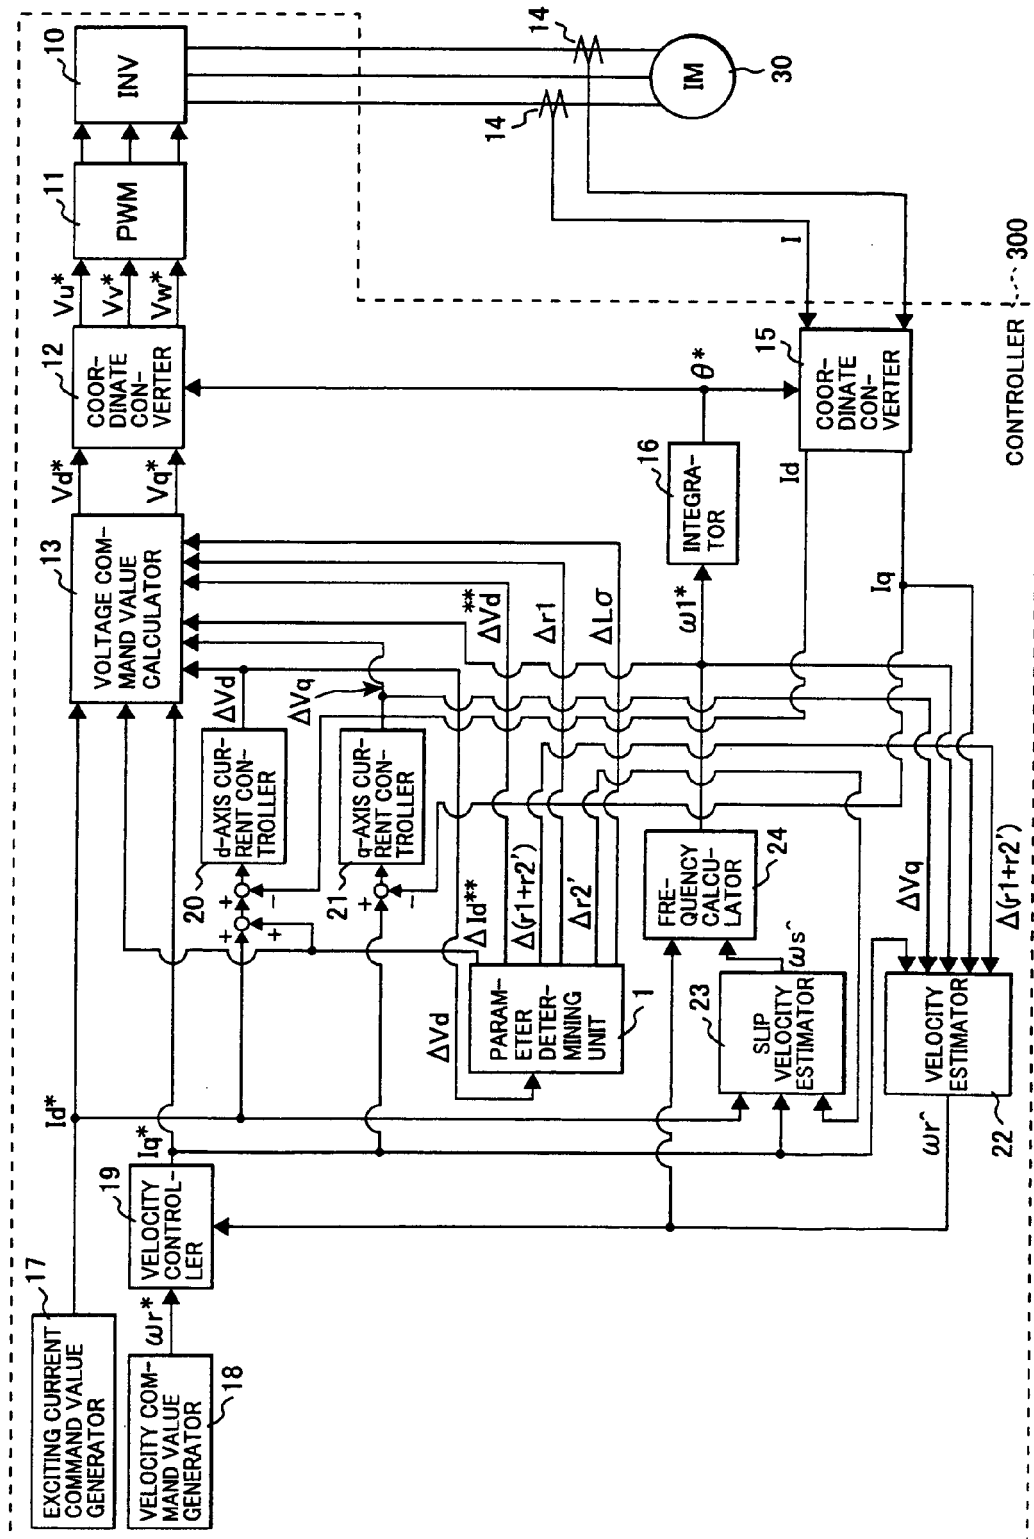 EXCITING CURRENT
COMMAND VALUE
GENERATOR
17
VELOCITY COM-
MAND VALUE
GENERATOR
18
ωr*
VELOCITY
CONTROL-
LER
19
Id*
Iq*
d-AXIS CUR-
RENT CON-
TROLLER
20
+
+
+
-
q-AXIS CUR-
RENT CON-
TROLLER
21
+
-
ΔVd
ΔVq
VOLTAGE COM-
MAND VALUE
CALCULATOR
13
Vd*
Vq*
COOR-
DINATE
CON-
VERTER
12
Vu*
Vv*
Vw*
PWM
11
INV
10
14
14
IM
30
I
ΔVd
PARAM-
ETER
DETER-
MINING
UNIT
1
ΔId**
Δ(r1+r2')
Δr2'
ΔVd**
Δr1
ΔLσ
SLIP
VELOCITY
ESTIMATOR
23
ωs^
FRE-
QUENCY
CALCU-
LATOR
24
ω1*
INTEGRA-
TOR
16
θ*
COOR-
DINATE
CON-
VERTER
15
Id
Iq
VELOCITY
ESTIMATOR
22
ωr^
ΔVq
Δ(r1+r2')
CONTROLLER
300